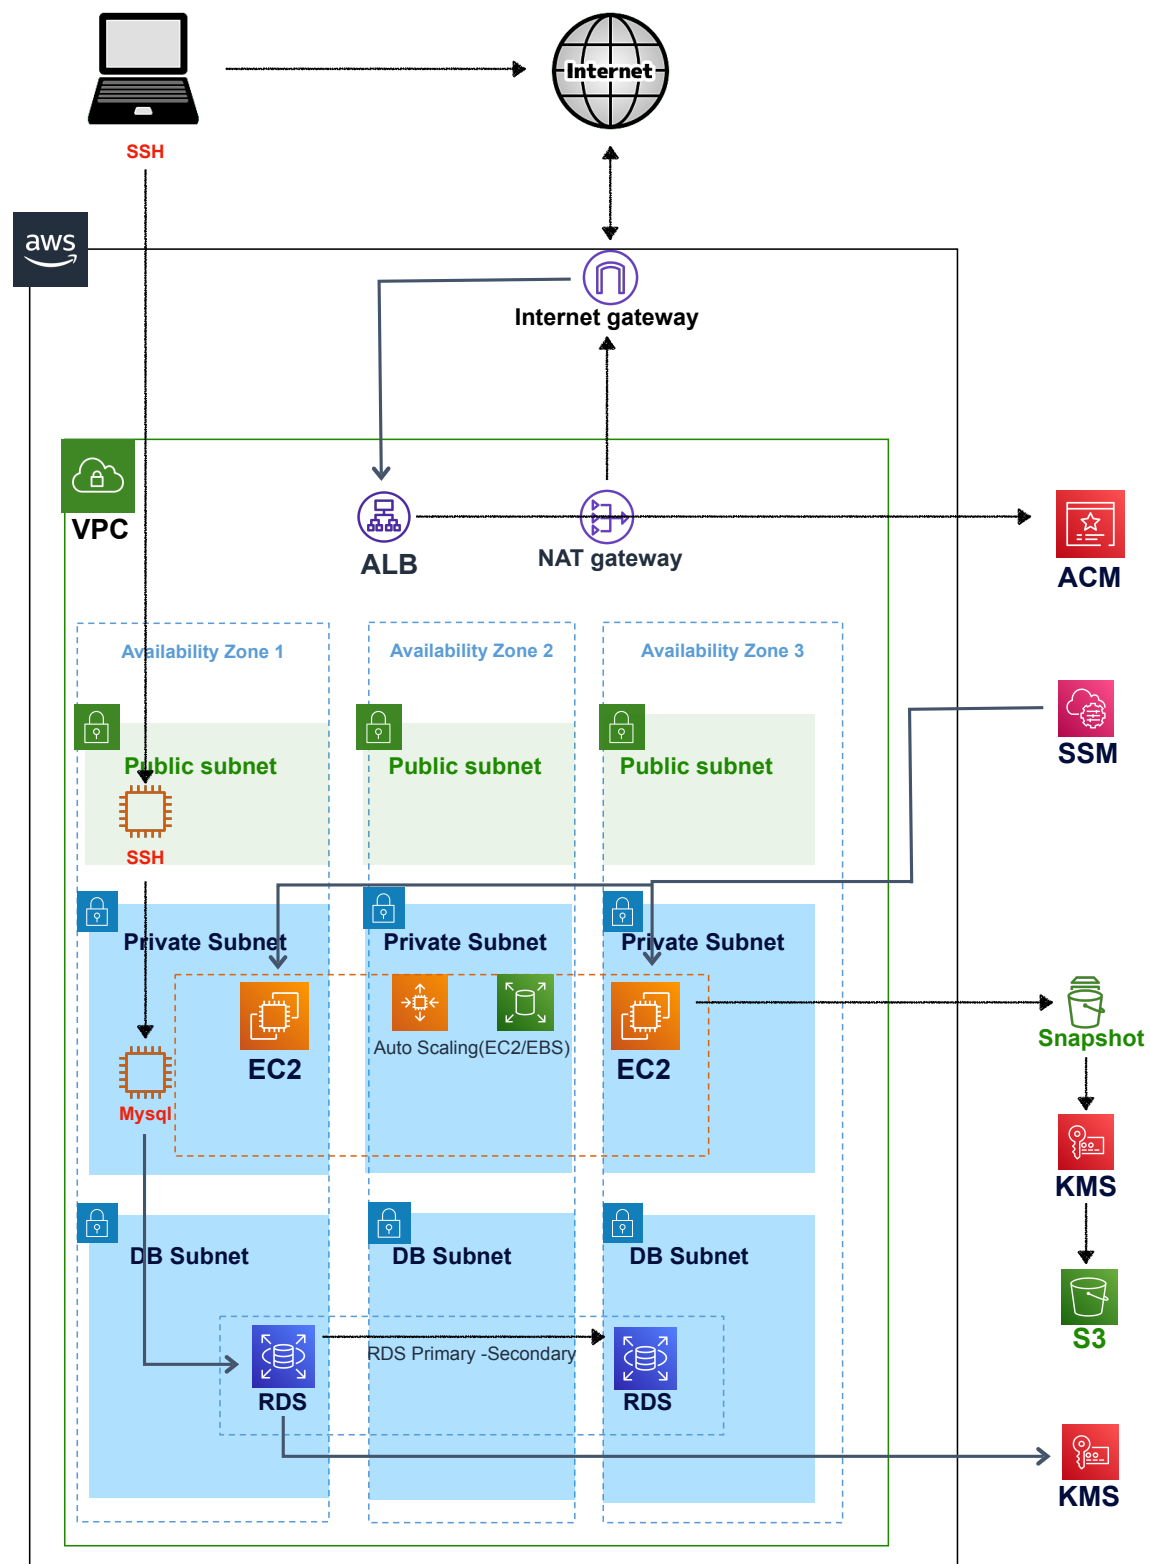 Internet
SSH
aws
Internet gateway
VPC
ALB
NAT gateway
ACM
Availability Zone 1
Availability Zone 2
Availability Zone 3
SSM
Public subnet
Public subnet
Public subnet
SSH
Private Subnet
Private Subnet
Private Subnet
EC2
Auto Scaling(EC2/EBS)
EC2
Snapshot
Mysql
KMS
DB Subnet
DB Subnet
DB Subnet
S3
RDS Primary -Secondary
RDS
RDS
KMS